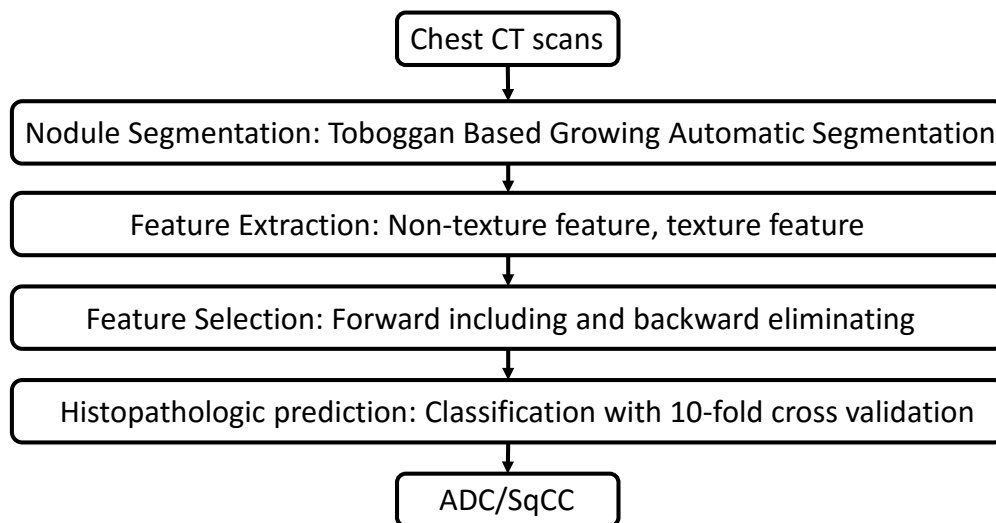 Chest CT scans
Nodule Segmentation: Toboggan Based Growing Automatic Segmentation
Feature Extraction: Non-texture feature, texture feature
Feature Selection: Forward including and backward eliminating
Histopathologic prediction: Classification with 10-fold cross validation
ADC/SqCC